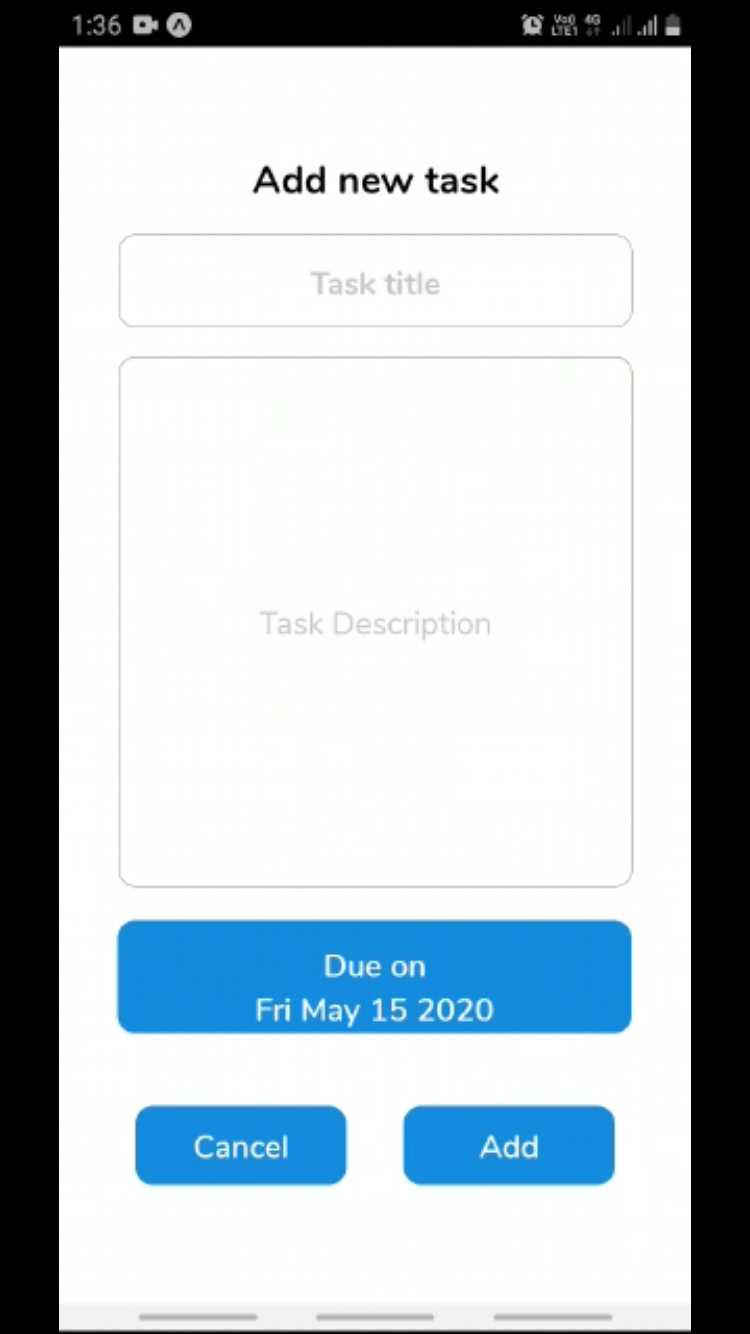 1:36 Vo) LTE1 4G
Add new task
Task title
Task Description
Due on
Fri May 15 2020
Cancel
Add